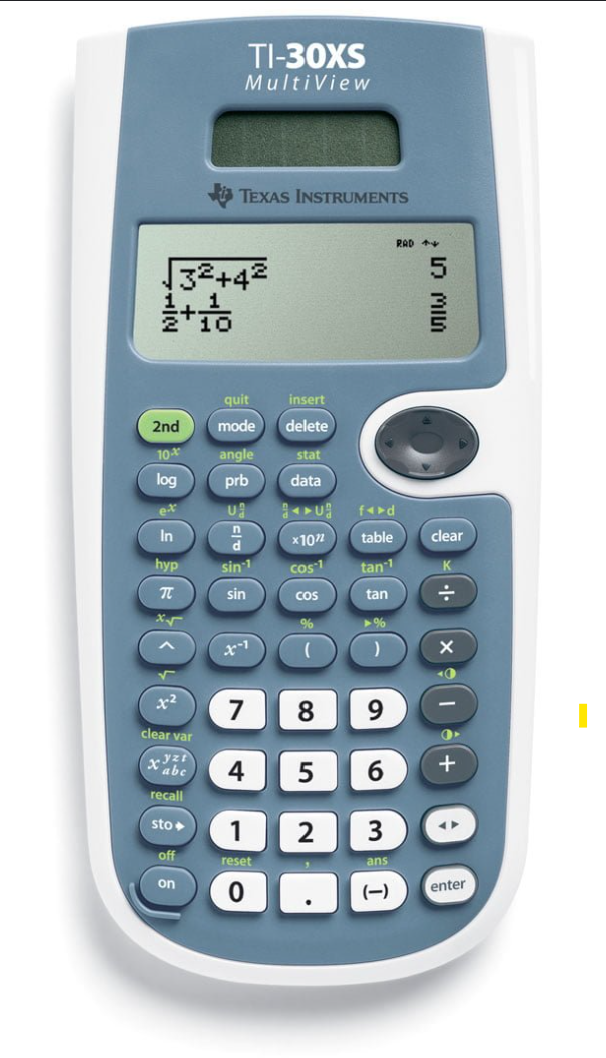 TI-30XS
MultiView
TEXAS INSTRUMENTS
RAD
√3²+4² 5
1/2+1/10 3/5
quit insert
2nd mode delete
10ˣ angle stat
log prb data
eˣ U n/d n/d◄►U n/d f◄►d
ln n/d ×10ⁿ table clear
hyp sin⁻¹ cos⁻¹ tan⁻¹ K
π sin cos tan ÷
ˣ√ % ►%
^ x⁻¹ ( ) ×
√
x² 7 8 9 −
clear var
x yzt abc 4 5 6 +
recall
sto► 1 2 3 ◄►
off reset , ans
on 0 . (−) enter